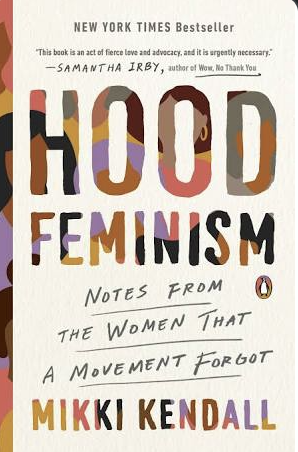 NEW YORK TIMES Bestseller
"This book is an act of fierce love and advocacy, and it is urgently necessary."
—SAMANTHA IRBY, author of Wow, No Thank You.
HOOD
FEMINISM
NOTES FROM
THE WOMEN THAT
A MOVEMENT FORGOT
MIKKI KENDALL